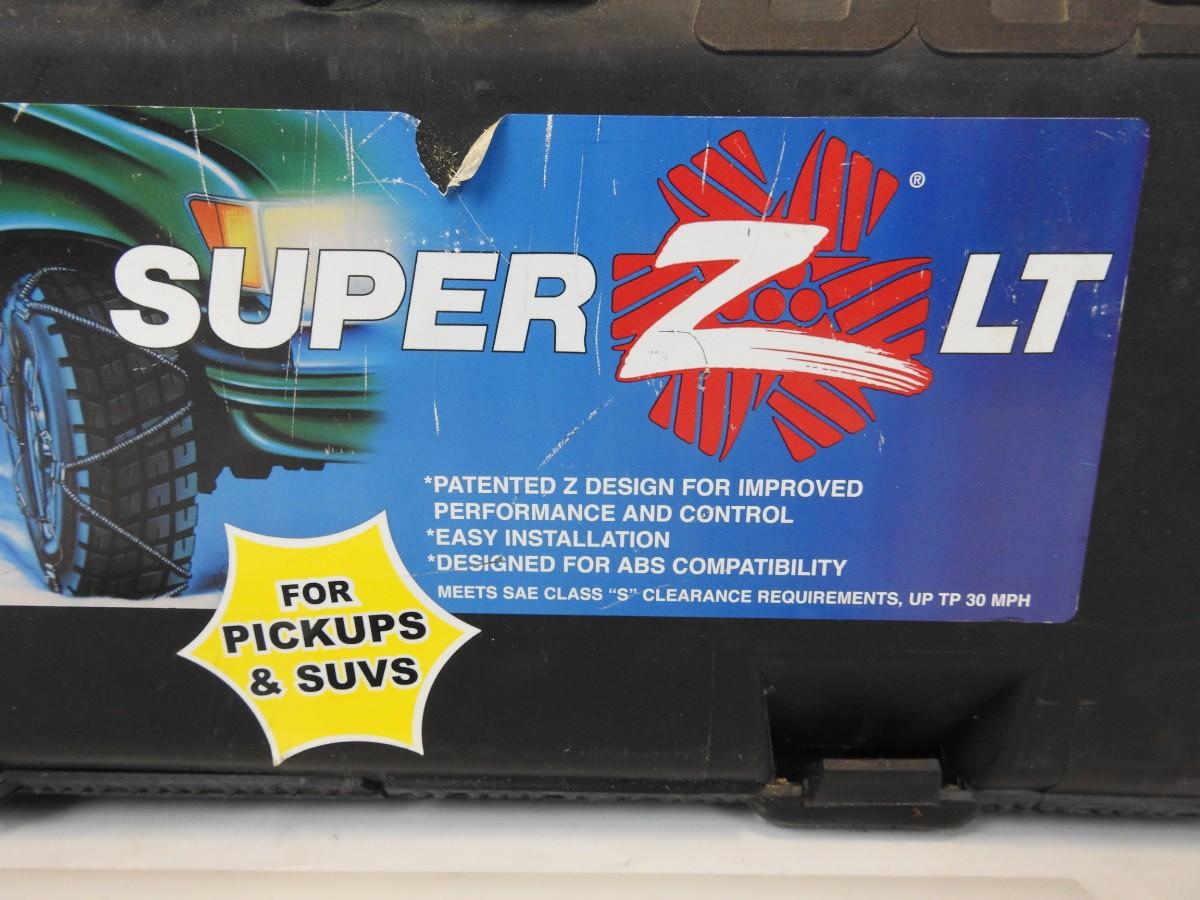 SUPER Z LT
®
*PATENTED Z DESIGN FOR IMPROVED
PERFORMANCE AND CONTROL
*EASY INSTALLATION
*DESIGNED FOR ABS COMPATIBILITY
MEETS SAE CLASS “S” CLEARANCE REQUIREMENTS, UP TP 30 MPH
FOR
PICKUPS
& SUVS